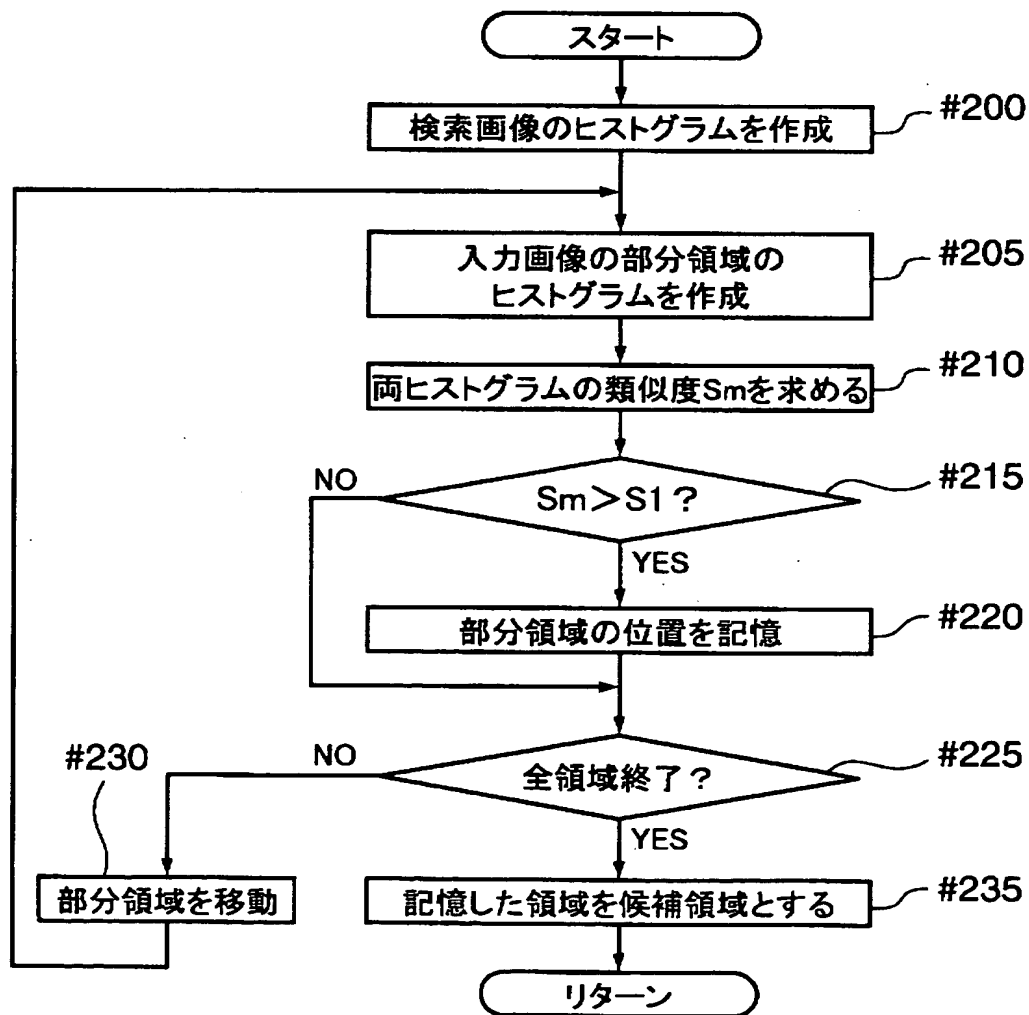 スタート
検索画像のヒストグラムを作成
#200
入力画像の部分領域の
ヒストグラムを作成
#205
両ヒストグラムの類似度Smを求める
#210
Sm>S1?
#215
NO
YES
部分領域の位置を記憶
#220
全領域終了?
#225
NO
YES
#230
部分領域を移動
記憶した領域を候補領域とする
#235
リターン